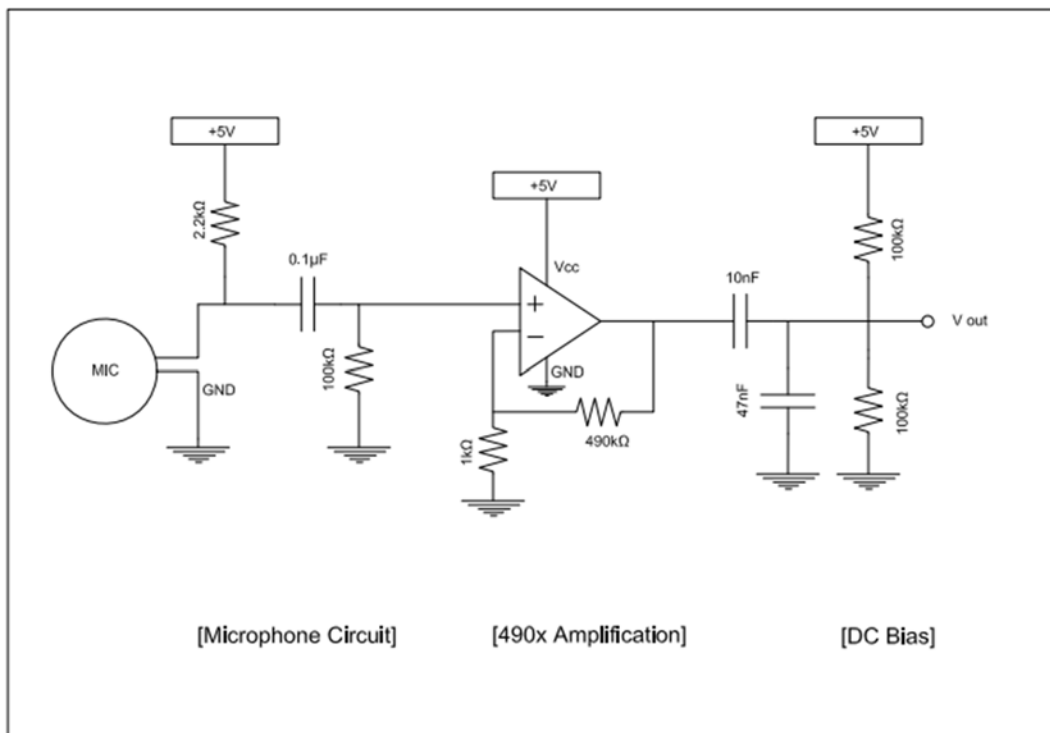 +5V
2.2kΩ
0.1µF
100kΩ
MIC
GND
+5V
Vcc
+
−
GND
1kΩ
490kΩ
10nF
47nF
+5V
100kΩ
V out
100kΩ
[Microphone Circuit]
[490x Amplification]
[DC Bias]